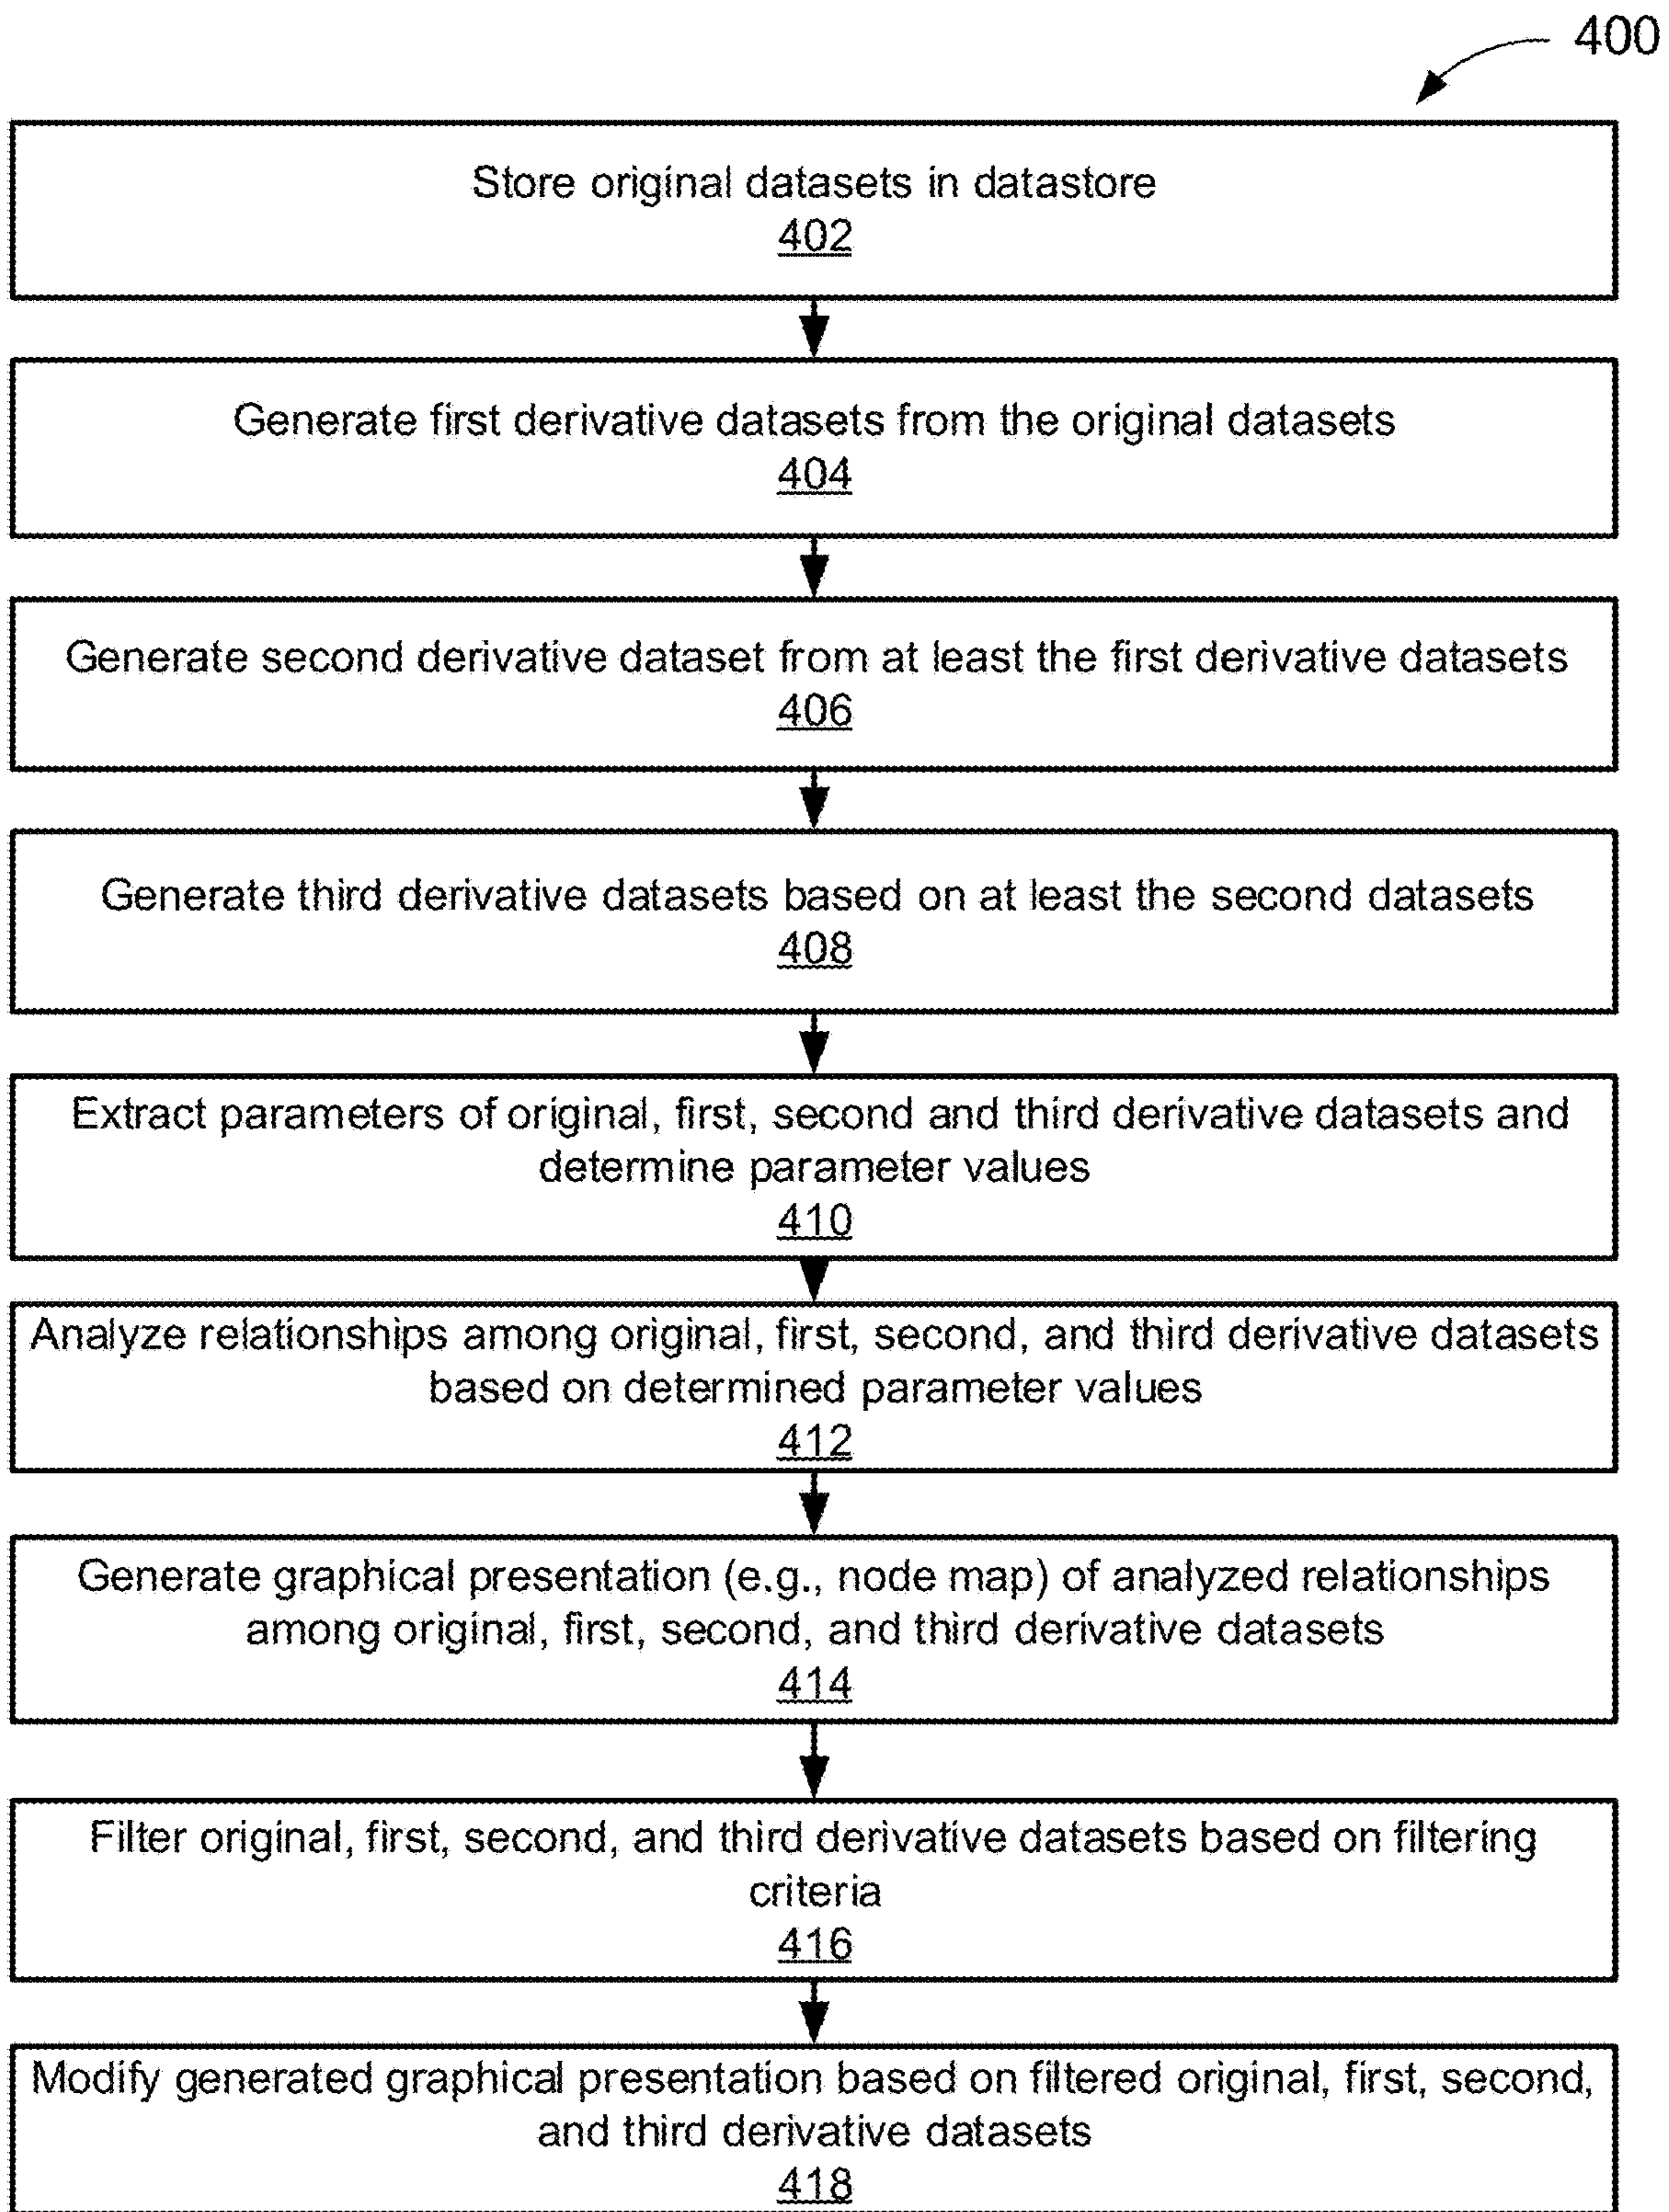 400
Store original datasets in datastore
402
Generate first derivative datasets from the original datasets
404
Generate second derivative dataset from at least the first derivative datasets
406
Generate third derivative datasets based on at least the second datasets
408
Extract parameters of original, first, second and third derivative datasets and
determine parameter values
410
Analyze relationships among original, first, second, and third derivative datasets
based on determined parameter values
412
Generate graphical presentation (e.g., node map) of analyzed relationships
among original, first, second, and third derivative datasets
414
Filter original, first, second, and third derivative datasets based on filtering
criteria
416
Modify generated graphical presentation based on filtered original, first, second,
and third derivative datasets
418